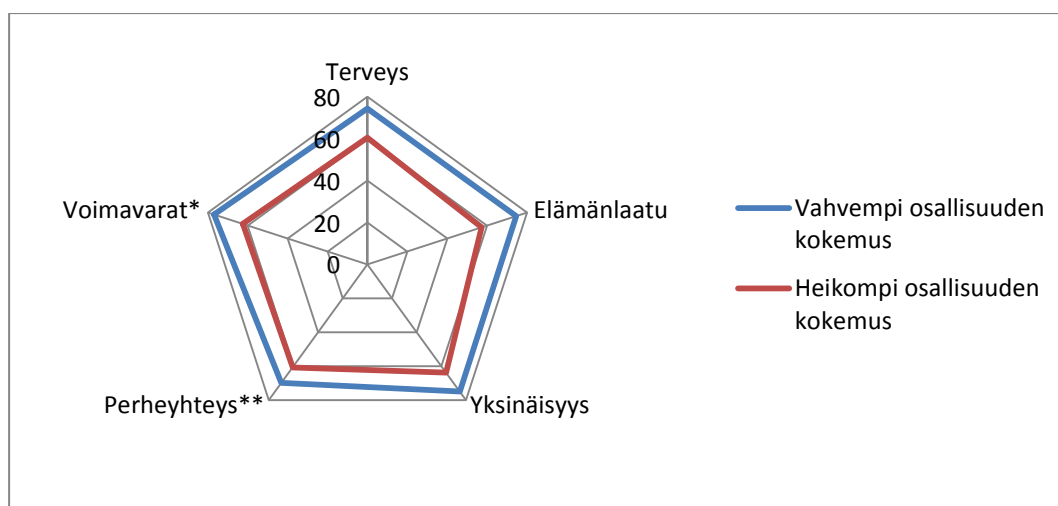 Terveys
80
60
40
20
0
Voimavarat*
Elämänlaatu
Perheyhteys**
Yksinäisyys
Vahvempi osallisuuden
kokemus
Heikompi osallisuuden
kokemus